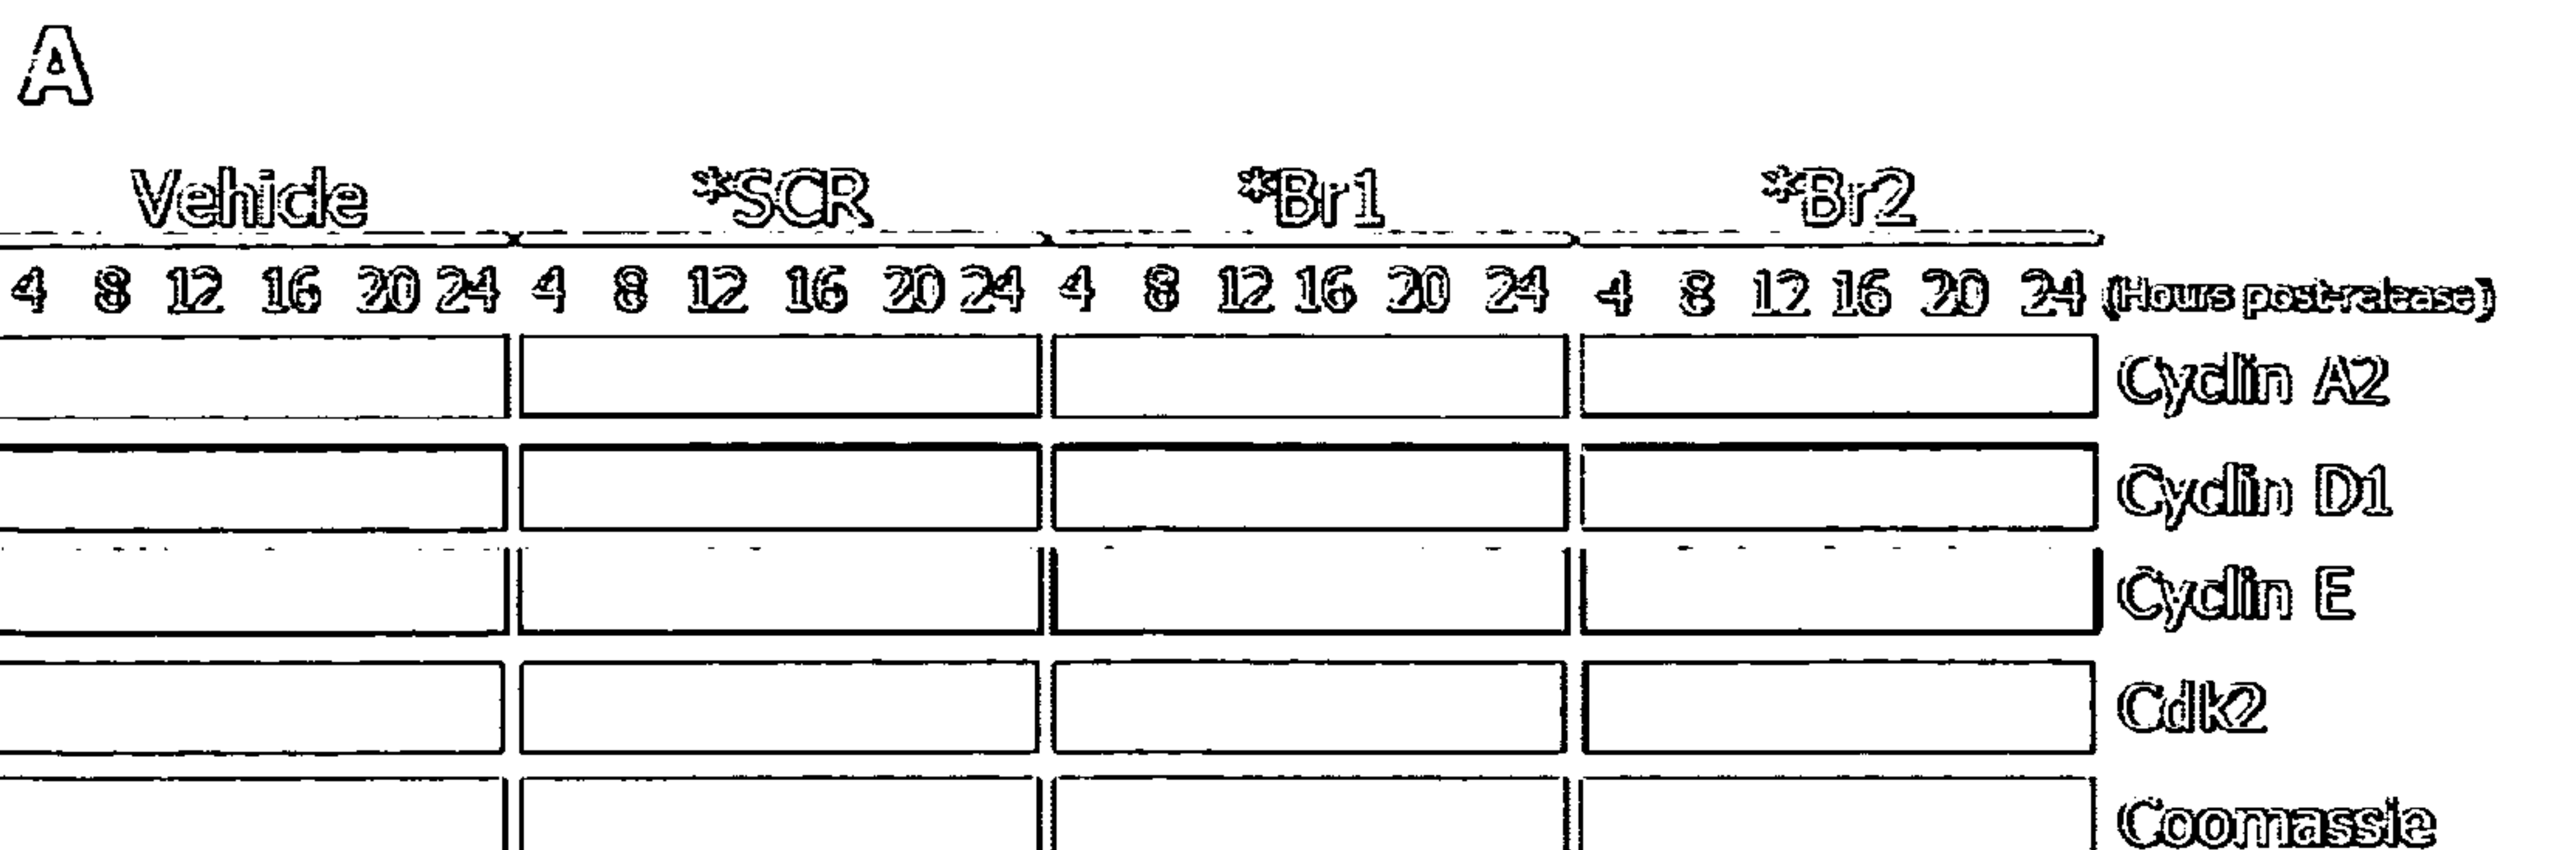 A
Vehicle *SCR *Br1 *Br2
4 8 12 16 20 24 4 8 12 16 20 24 4 8 12 16 20 24 4 8 12 16 20 24 (Hours post-release)
Cyclin A2
Cyclin D1
Cyclin E
Cdk2
Coomassie